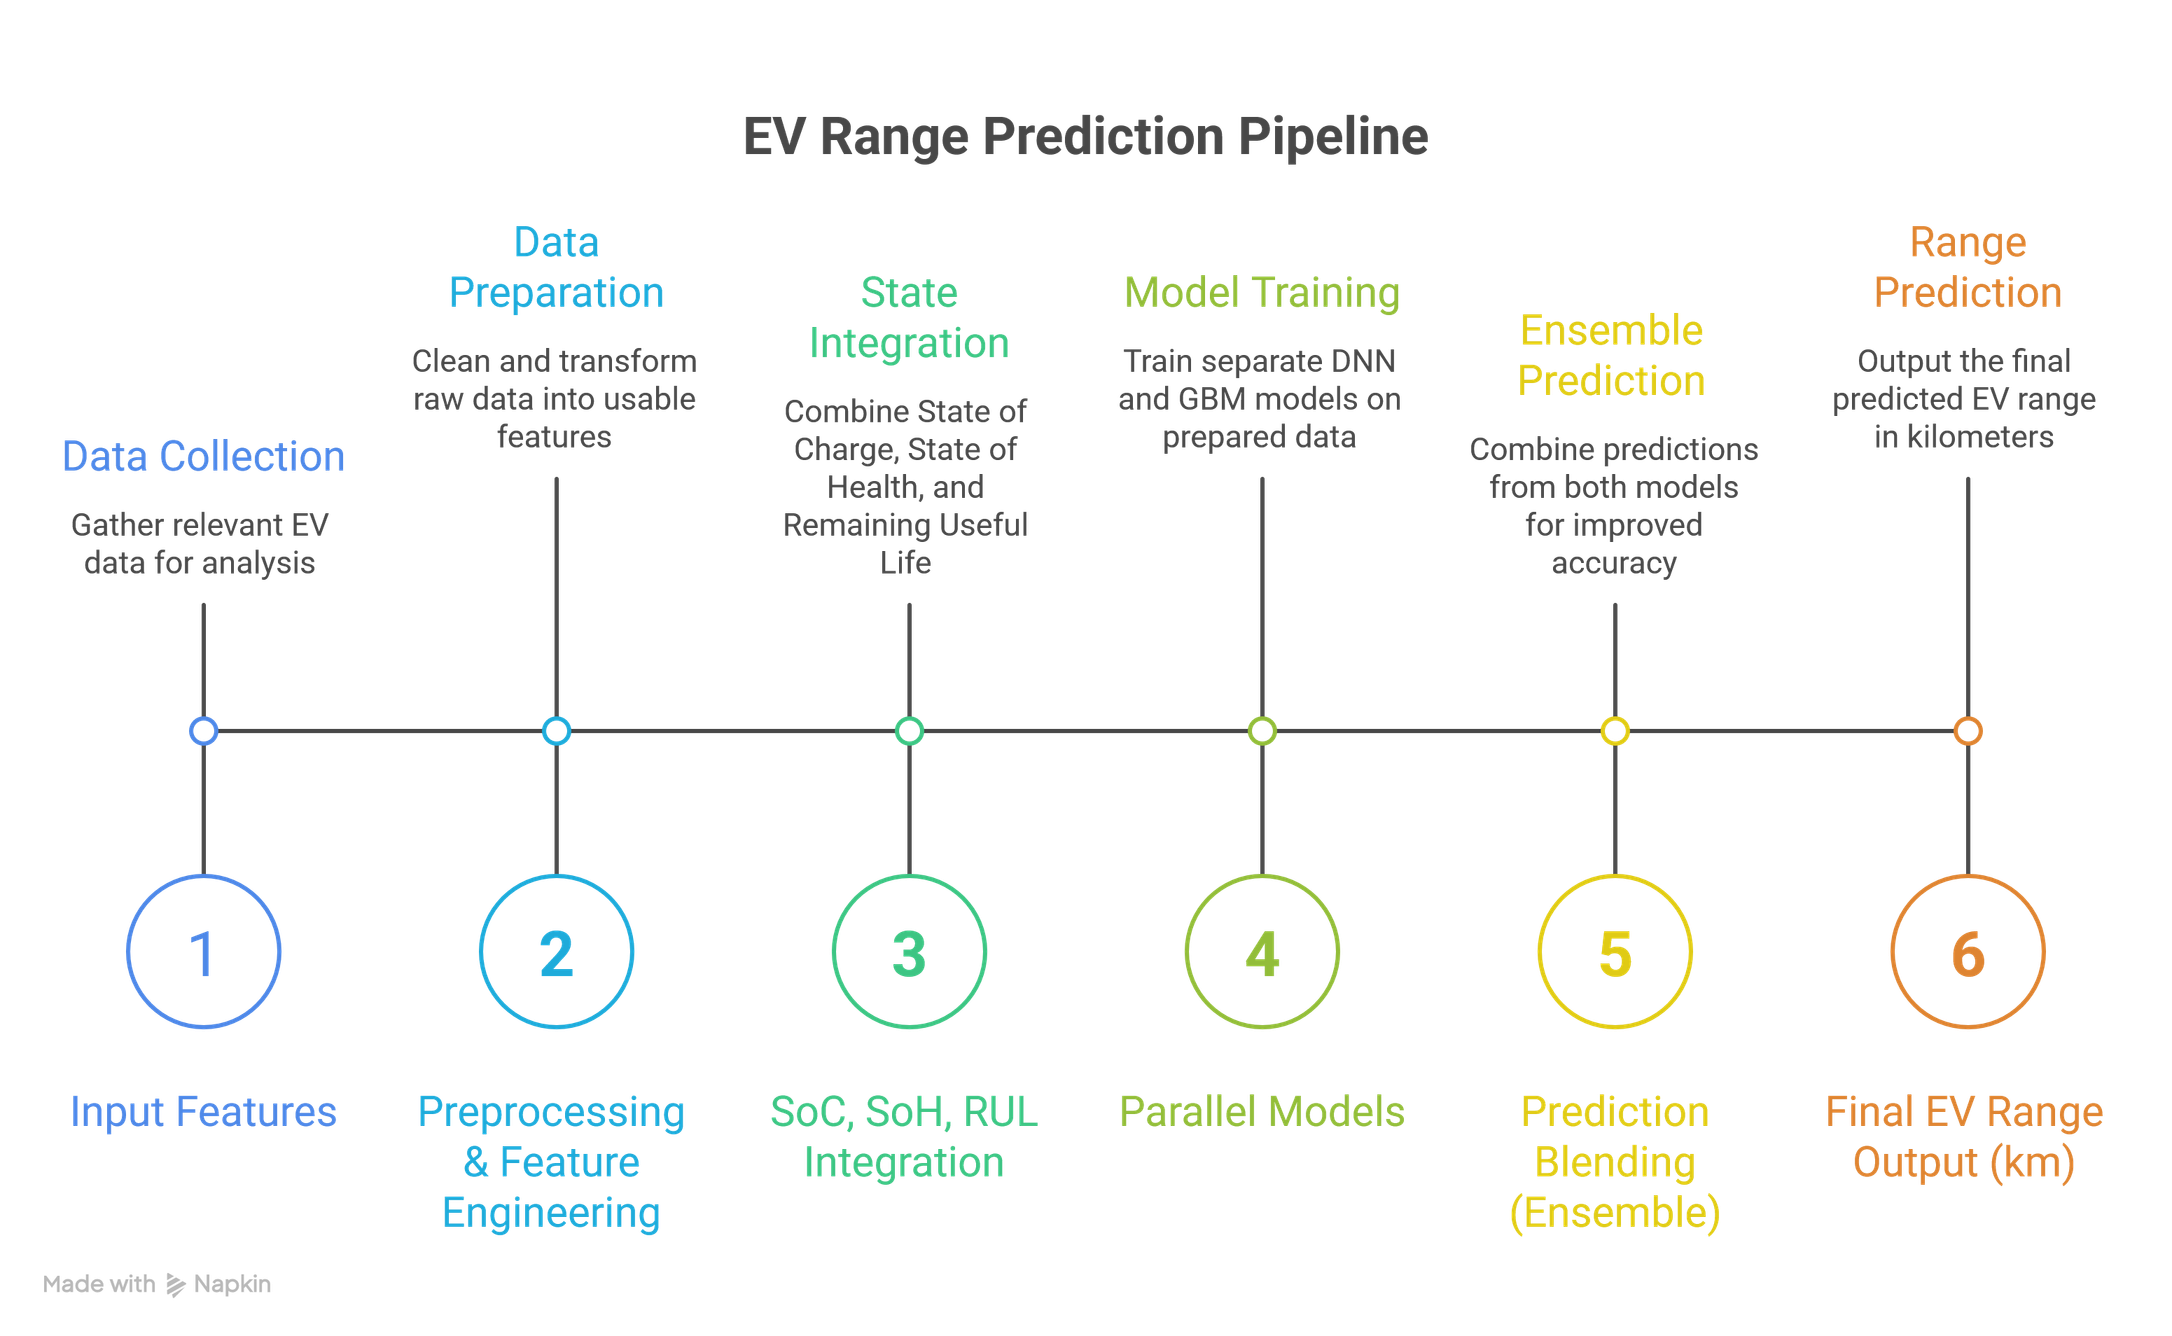 EV Range Prediction Pipeline
Data Collection
Gather relevant EV
data for analysis
Data
Preparation
Clean and transform
raw data into usable
features
State
Integration
Combine State of
Charge, State of
Health, and
Remaining Useful
Life
Model Training
Train separate DNN
and GBM models on
prepared data
Ensemble
Prediction
Combine predictions
from both models
for improved
accuracy
Range
Prediction
Output the final
predicted EV range
in kilometers
1
2
3
4
5
6
Input Features
Preprocessing
& Feature
Engineering
SoC, SoH, RUL
Integration
Parallel Models
Prediction
Blending
(Ensemble)
Final EV Range
Output (km)
Made with Napkin